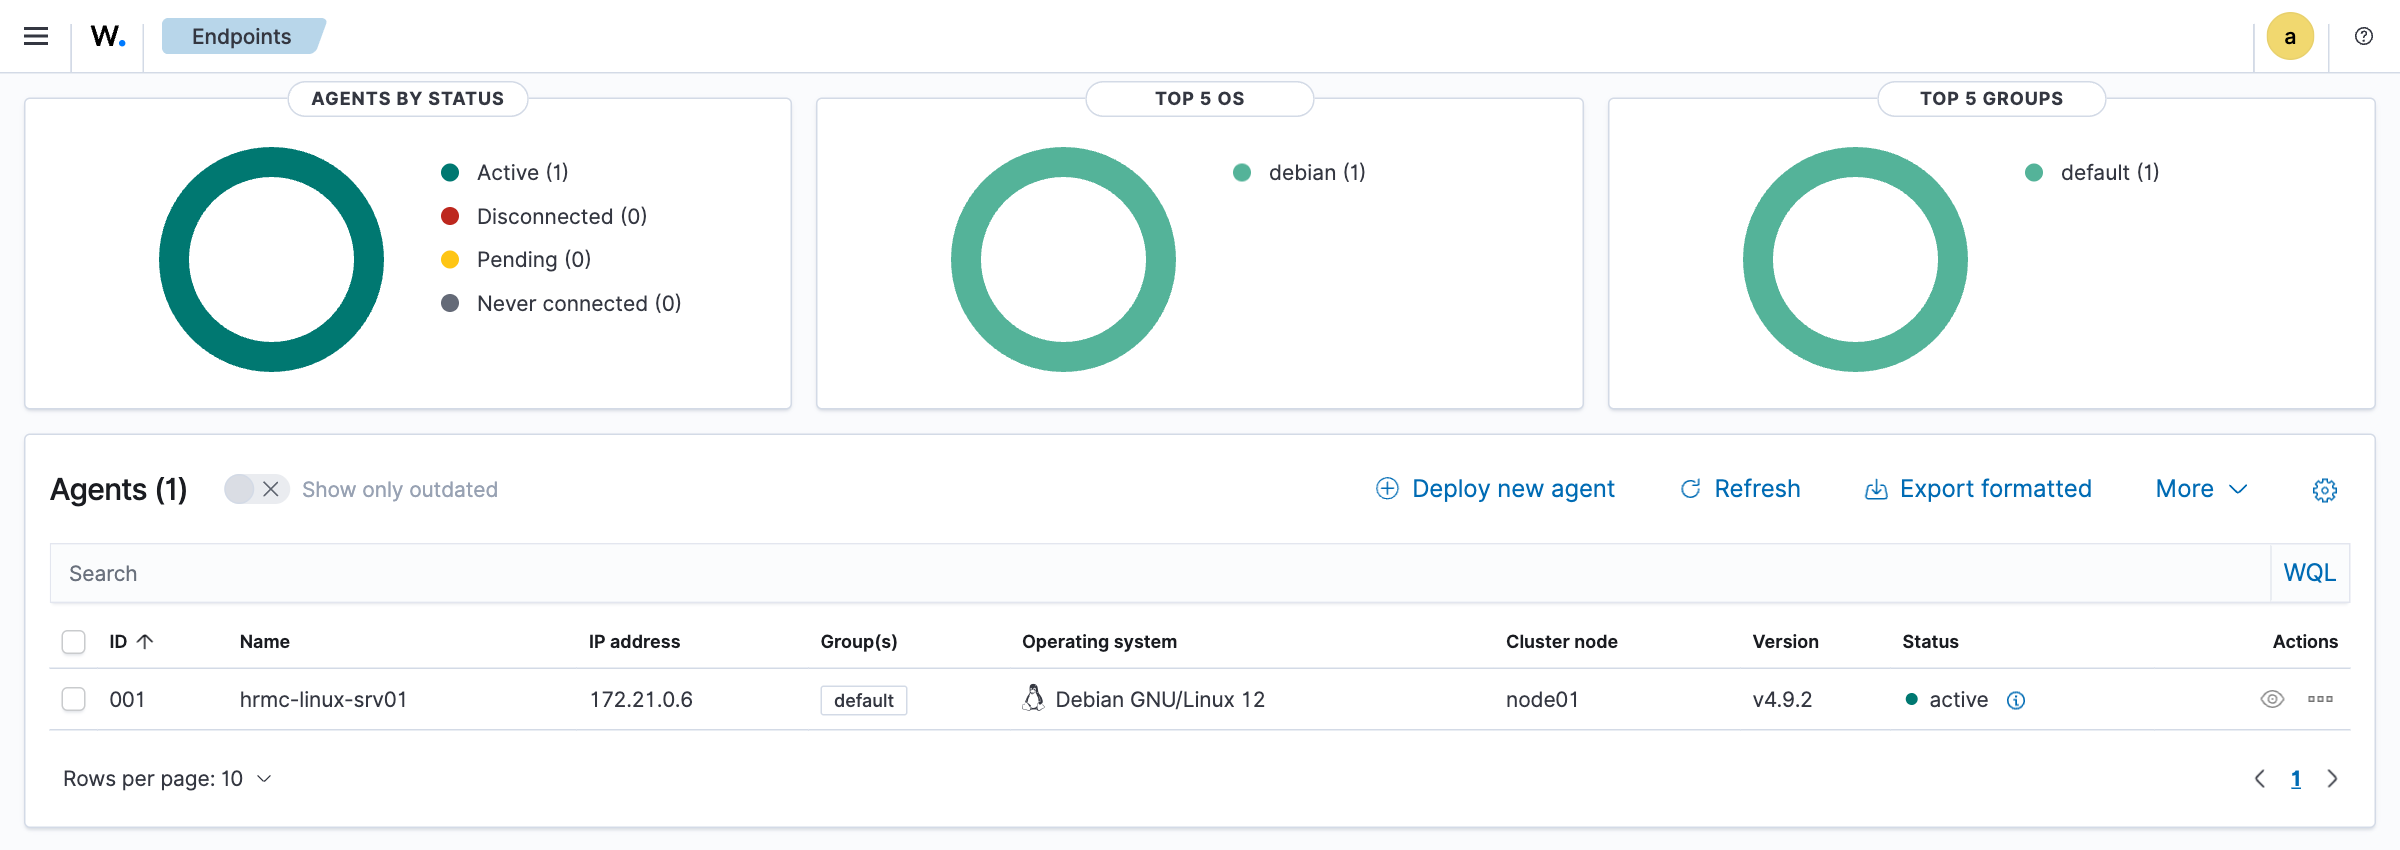 W.
Endpoints
a
AGENTS BY STATUS
Active (1)
Disconnected (0)
Pending (0)
Never connected (0)
TOP 5 OS
debian (1)
TOP 5 GROUPS
default (1)
Agents (1)
Show only outdated
Deploy new agent
Refresh
Export formatted
More
Search
WQL
ID Name IP address Group(s) Operating system Cluster node Version Status Actions
001 hrmc-linux-srv01 172.21.0.6 default Debian GNU/Linux 12 node01 v4.9.2 active
Rows per page: 10
1